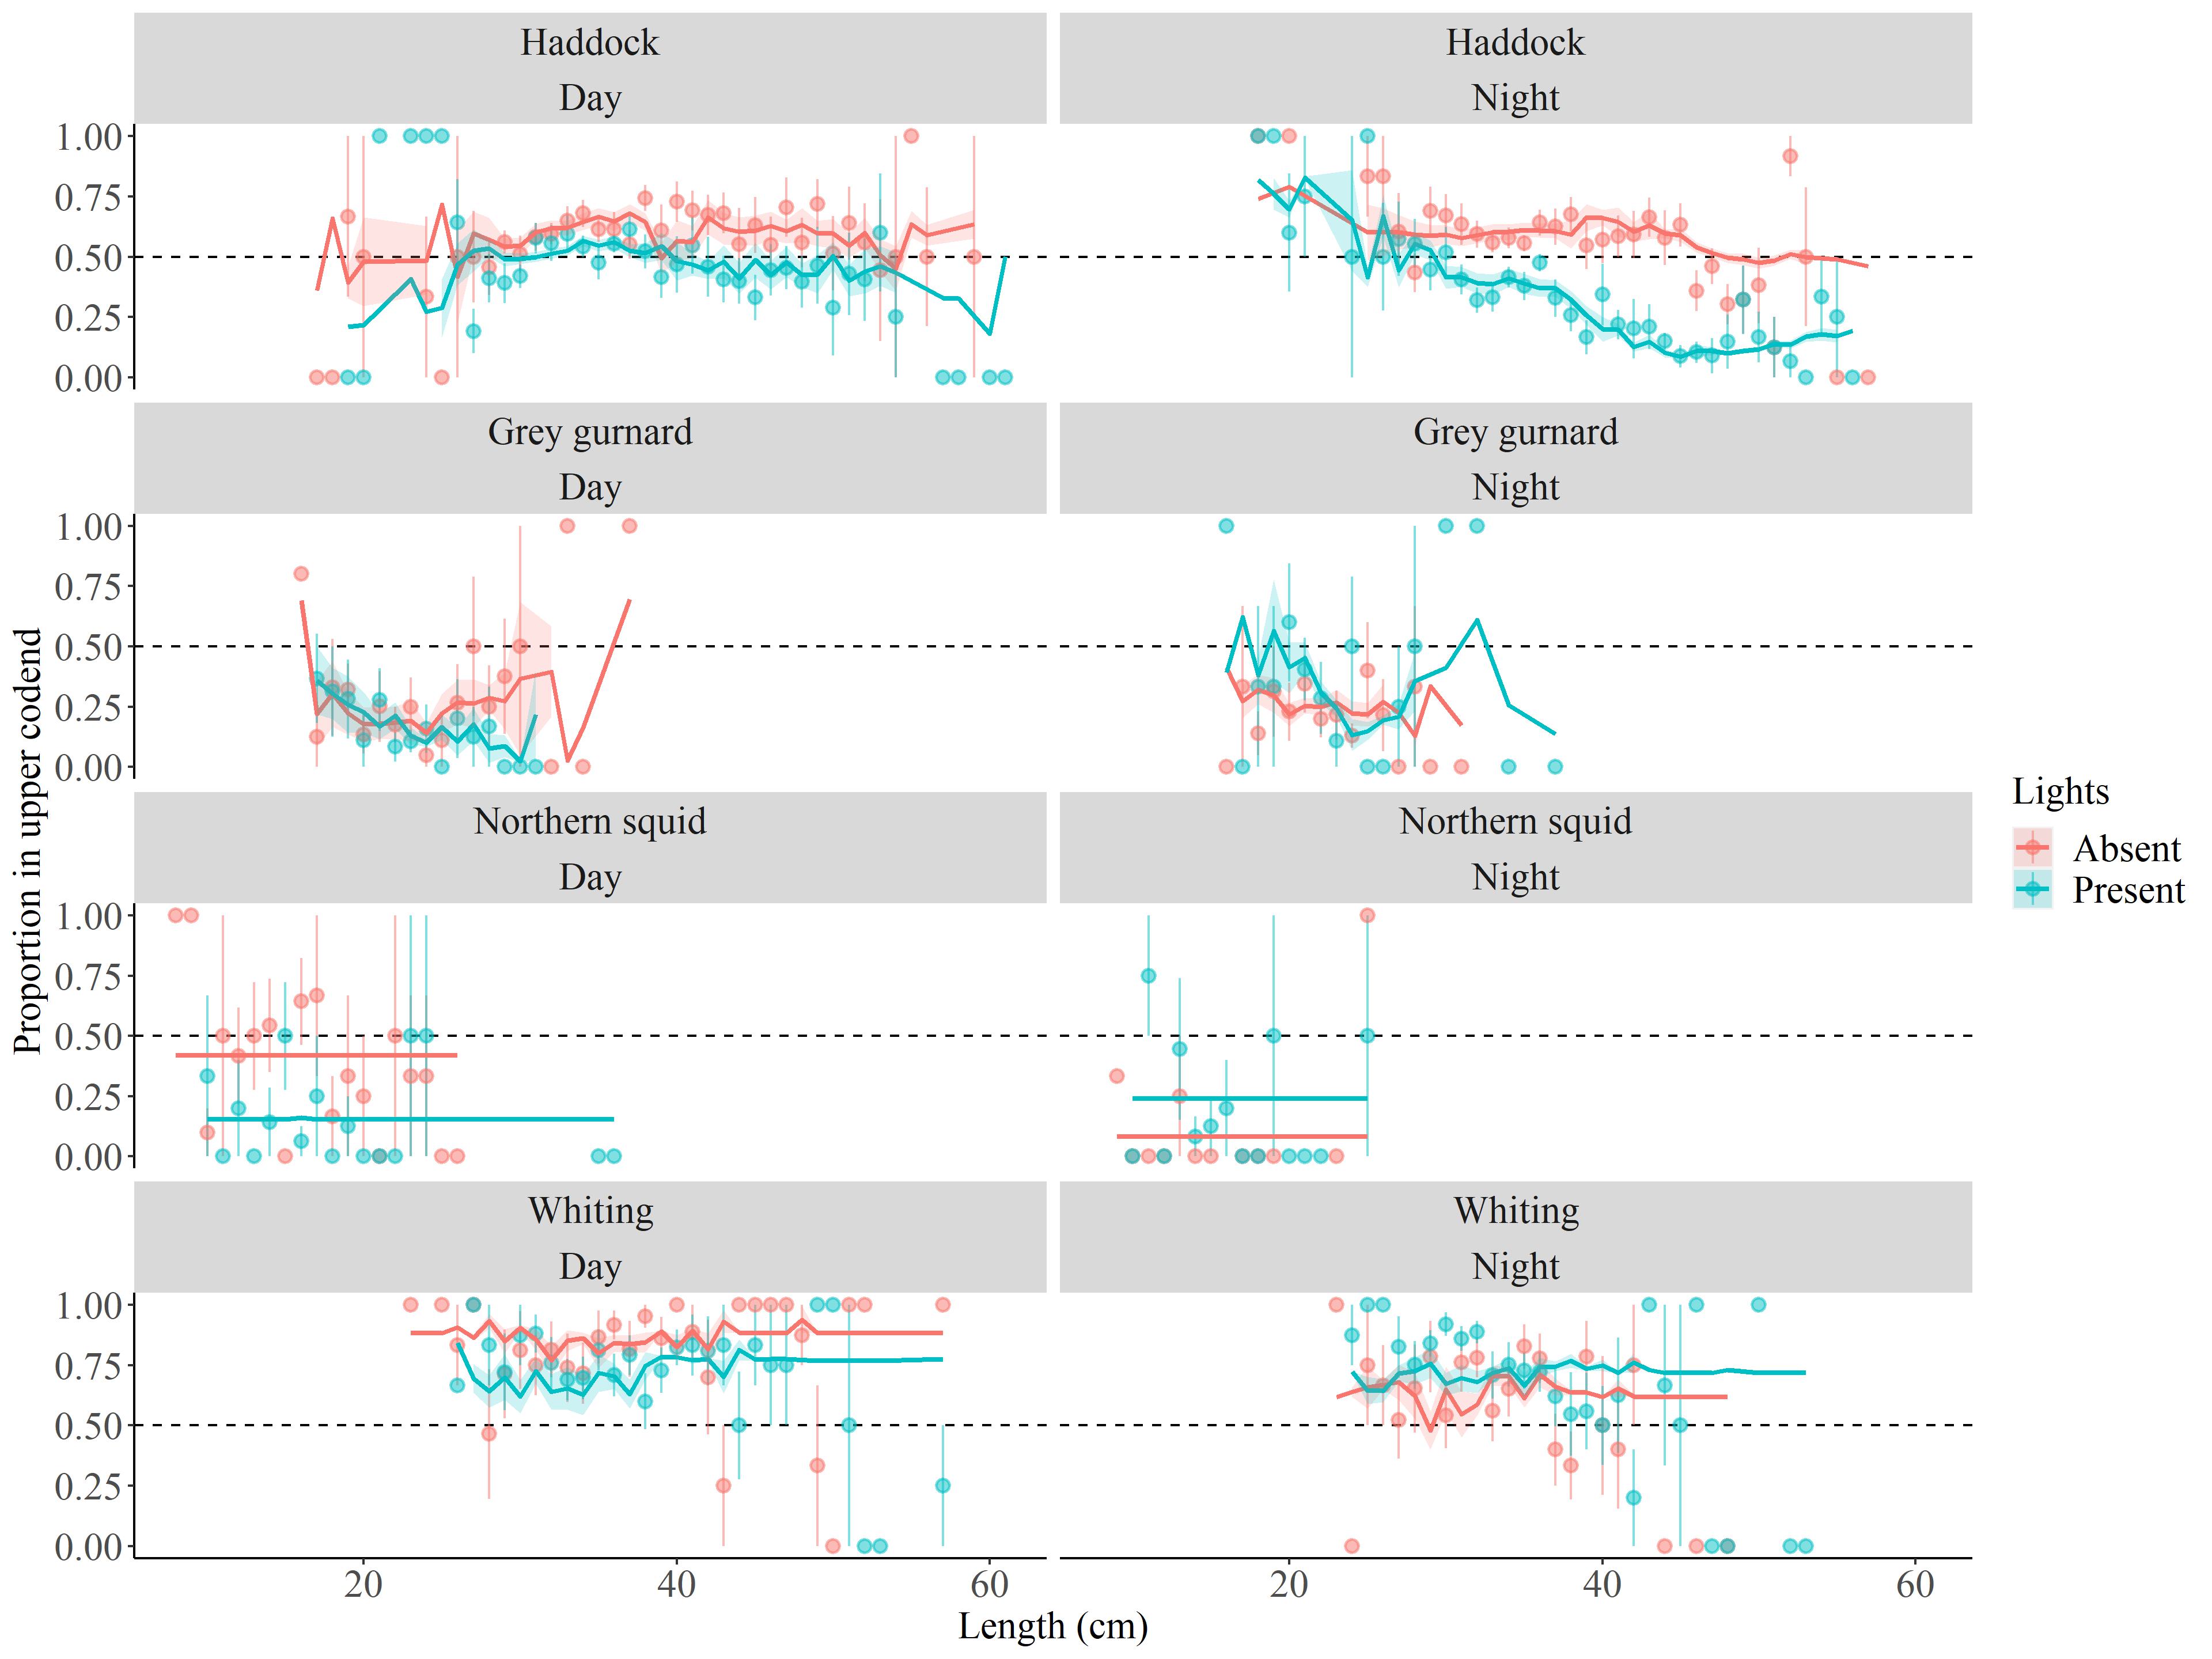 Haddock
Day
Haddock
Night
1.00
0.75
0.50
0.25
0.00
Grey gurnard
Day
Grey gurnard
Night
1.00
0.75
0.50
0.25
0.00
Northern squid
Day
Northern squid
Night
1.00
0.75
0.50
0.25
0.00
Whiting
Day
Whiting
Night
1.00
0.75
0.50
0.25
0.00
20 40 60
20 40 60
Length (cm)
Proportion in upper codend
Lights
Absent
Present